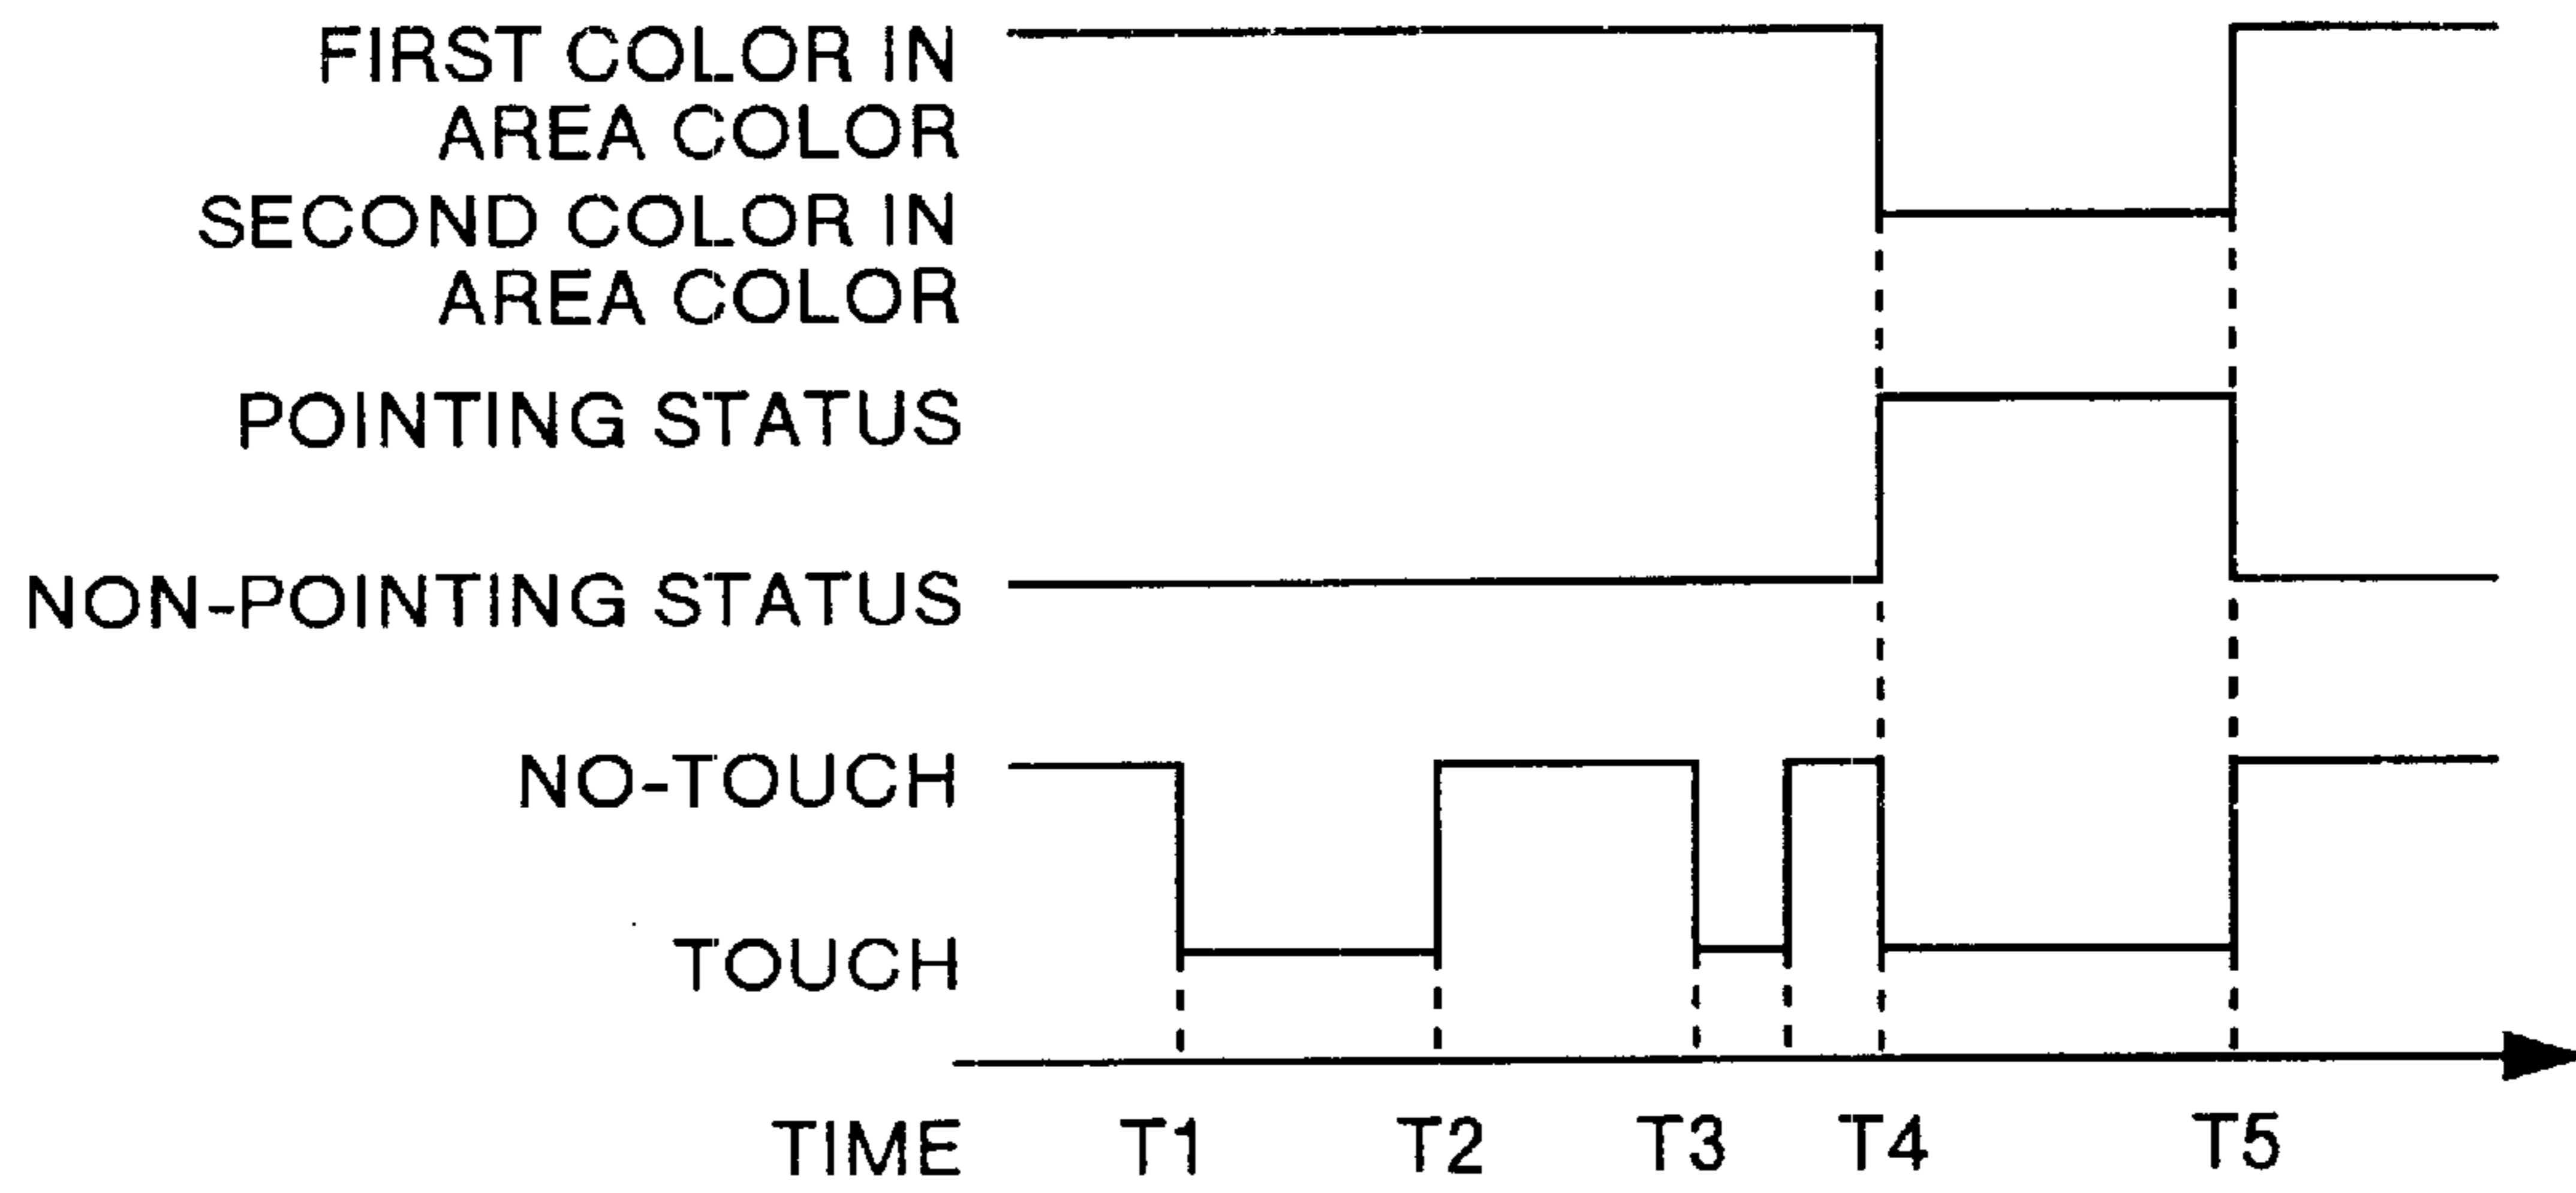 FIRST COLOR IN
AREA COLOR
SECOND COLOR IN
AREA COLOR
POINTING STATUS
NON-POINTING STATUS
NO-TOUCH
TOUCH
TIME T1 T2 T3 T4 T5